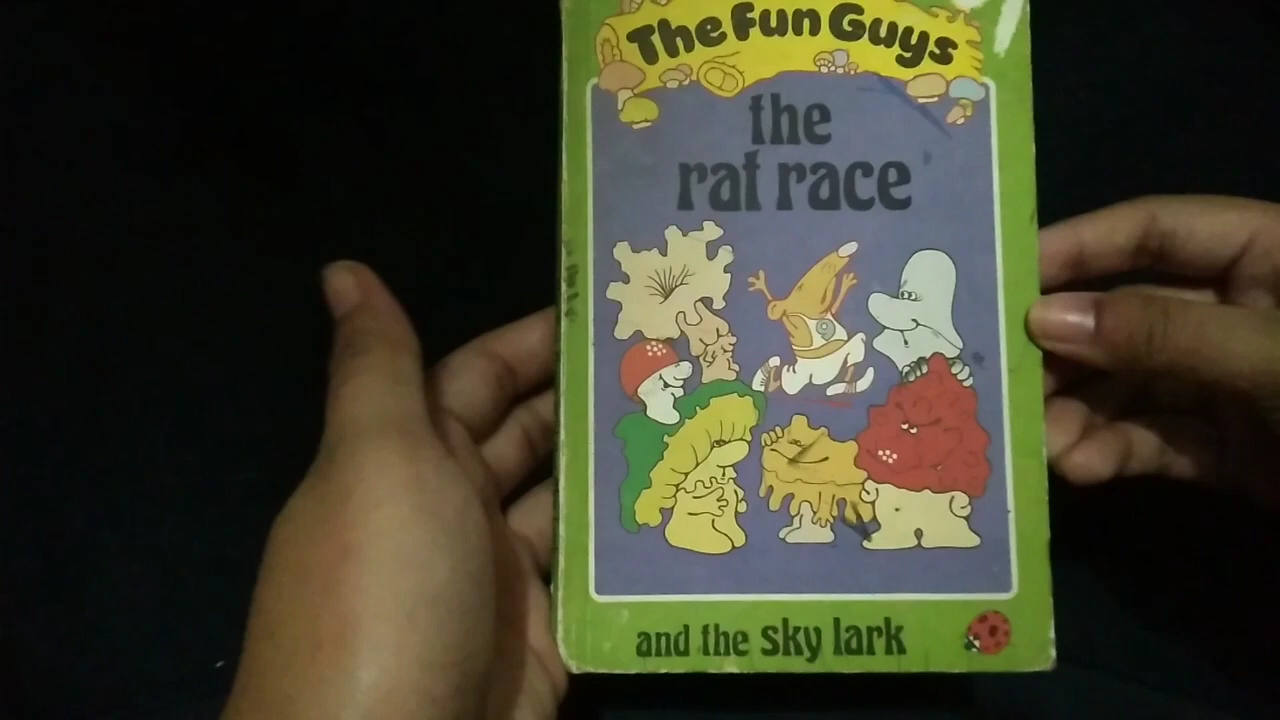 The Fun Guys
the
rat race
and the sky lark